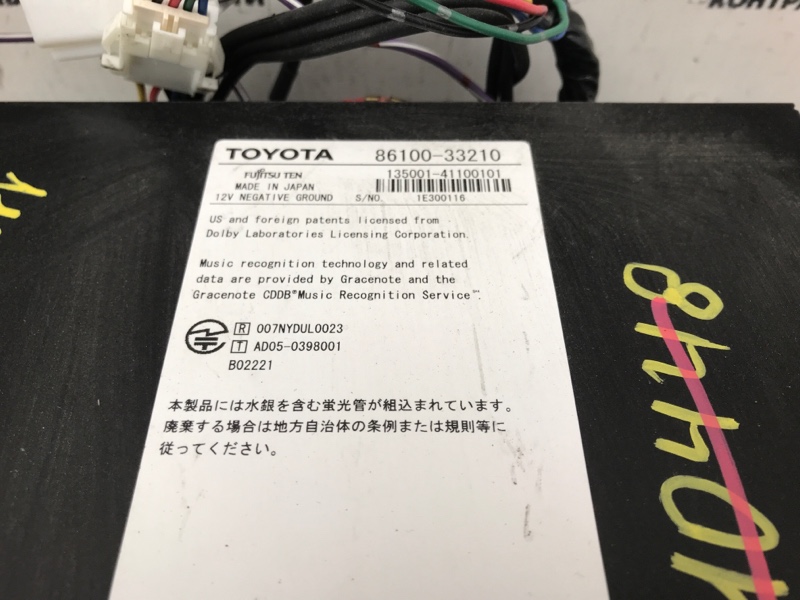 TOYOTA 86100-33210
FUJITSU TEN 135001-41100101
MADE IN JAPAN
12V NEGATIVE GROUND S/NO. 1E300116
US and foreign patents licensed from
Dolby Laboratories Licensing Corporation.
Music recognition technology and related
data are provided by Gracenote and the
Gracenote CDDB®Music Recognition Service℠.
R 007NYDUL0023
T AD05-0398001
B02221
本製品には水銀を含む蛍光管が組込まれています。
廃棄する場合は地方自治体の条例または規則等に
従ってください。